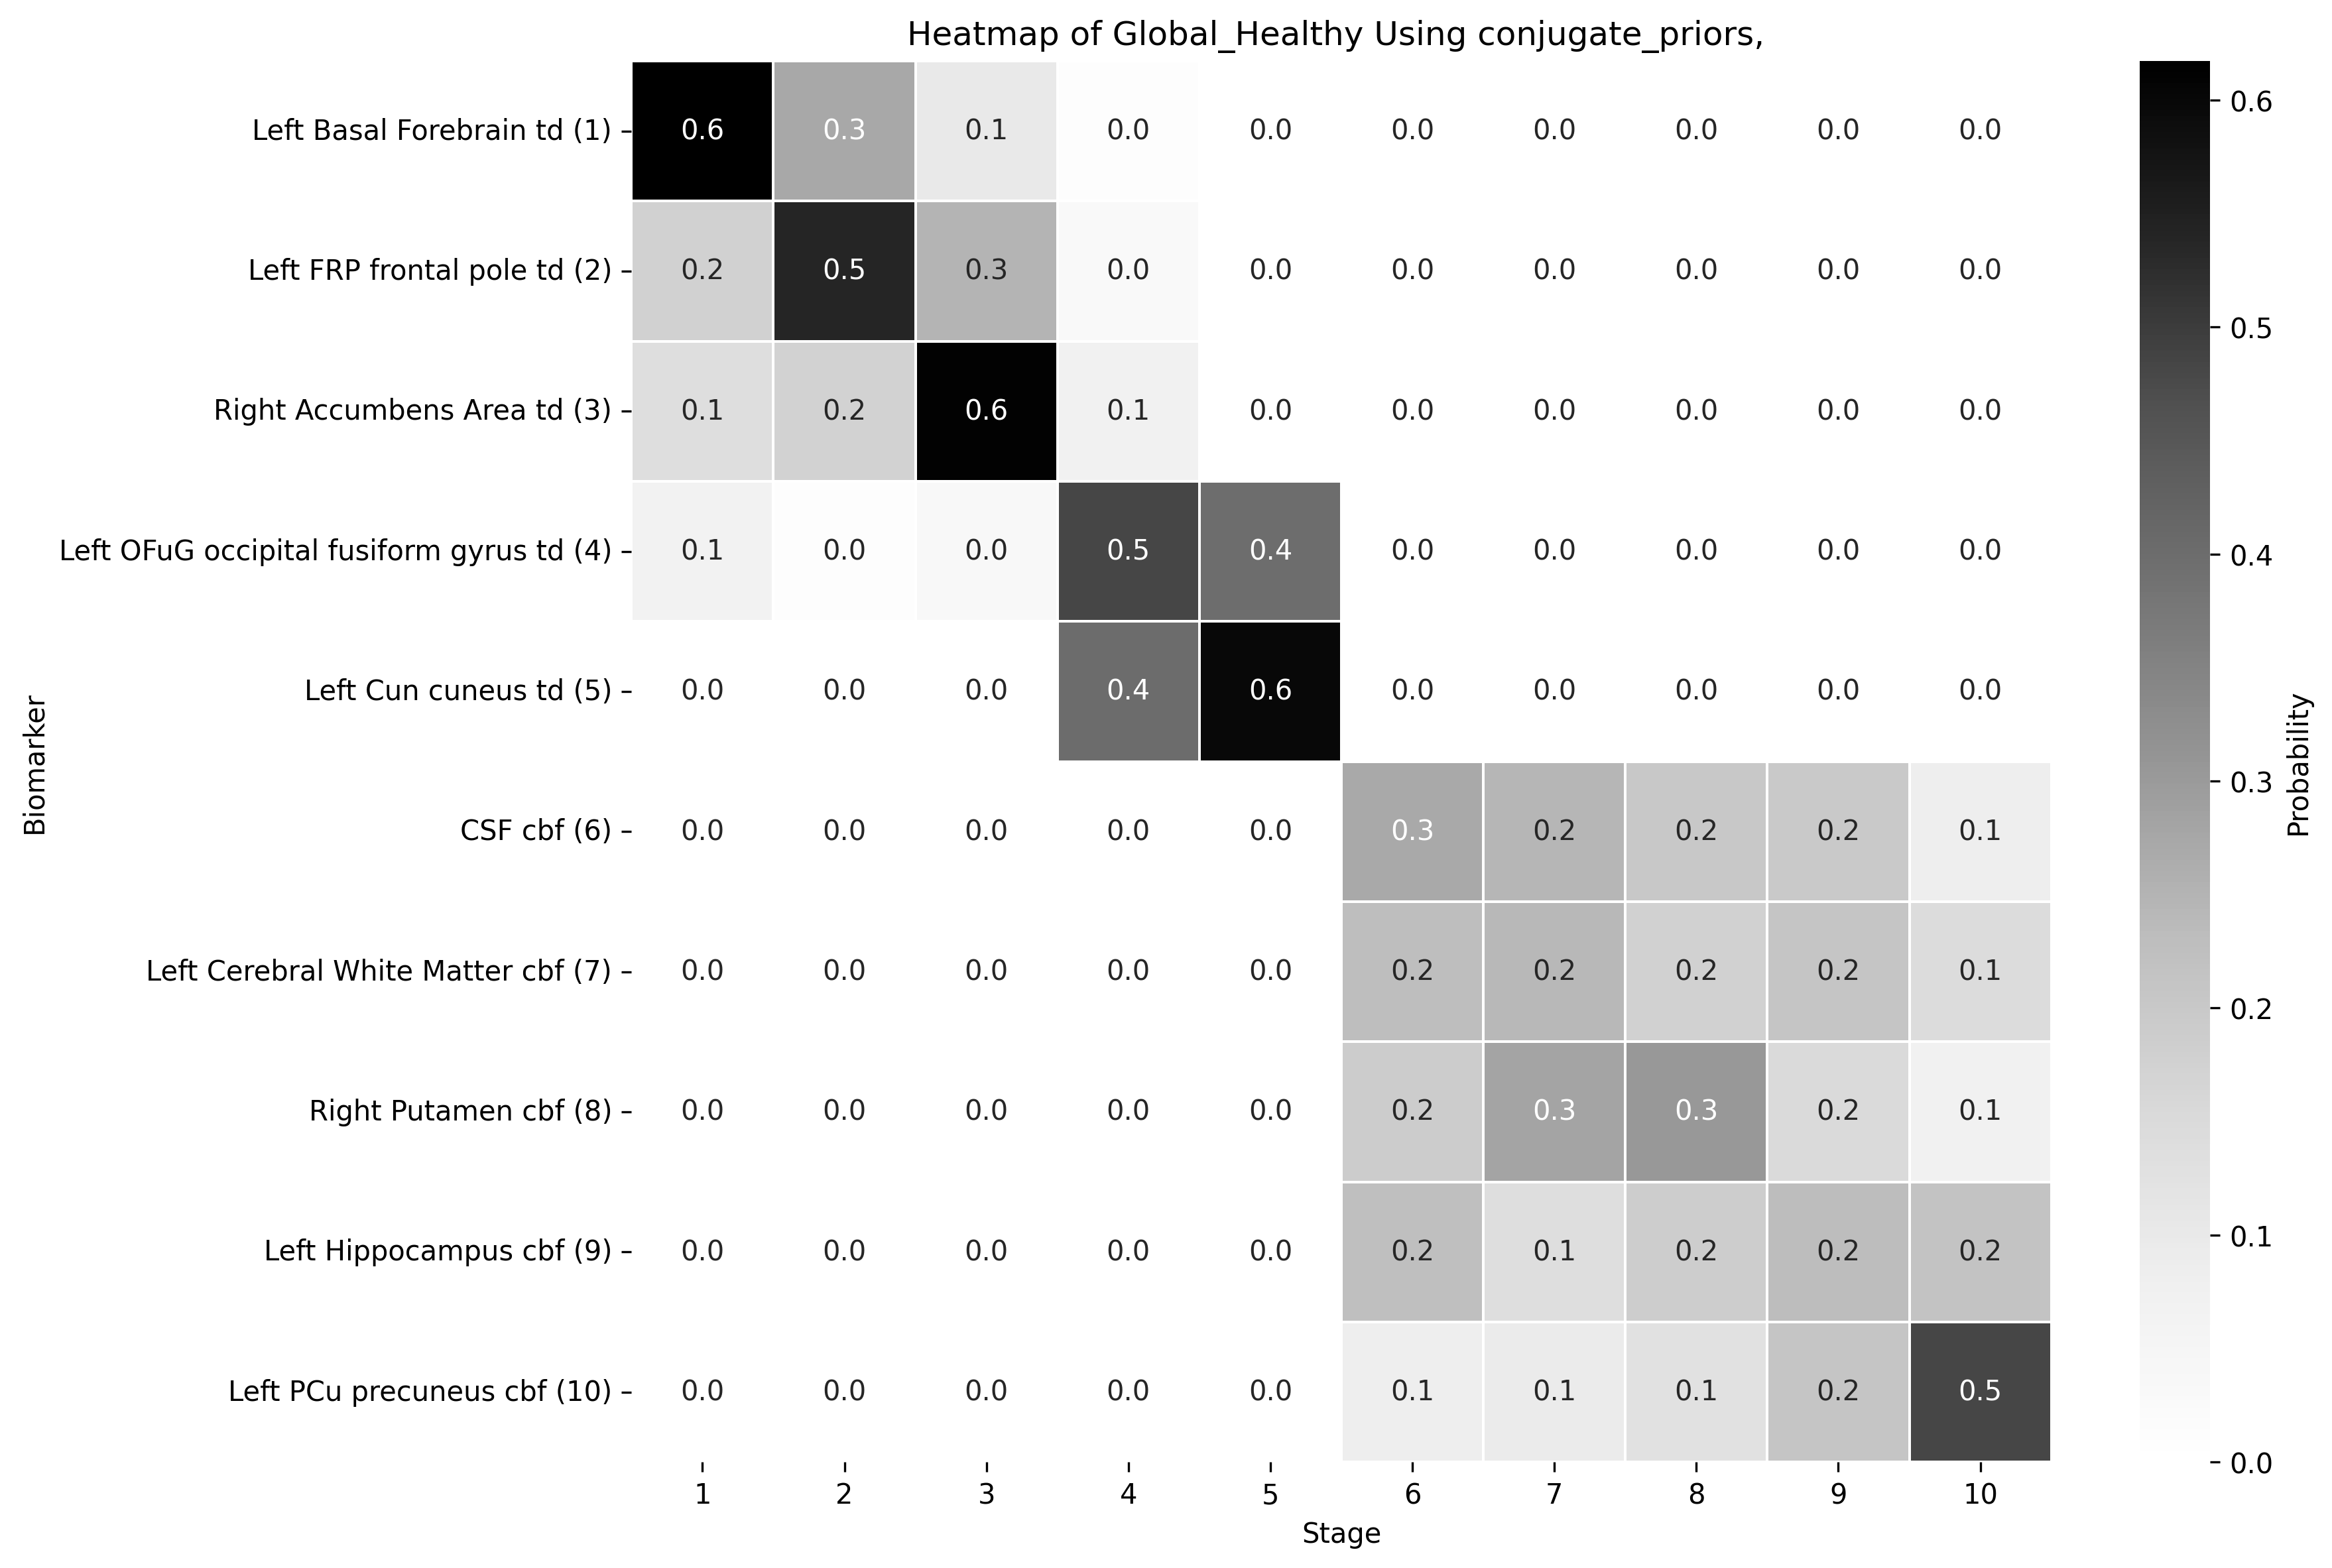 Heatmap of Global_Healthy Using conjugate_priors,
Left Basal Forebrain td (1) 0.6 0.3 0.1 0.0 0.0 0.0 0.0 0.0 0.0 0.0
Left FRP frontal pole td (2) 0.2 0.5 0.3 0.0 0.0 0.0 0.0 0.0 0.0 0.0
Right Accumbens Area td (3) 0.1 0.2 0.6 0.1 0.0 0.0 0.0 0.0 0.0 0.0
Left OFuG occipital fusiform gyrus td (4) 0.1 0.0 0.0 0.5 0.4 0.0 0.0 0.0 0.0 0.0
Left Cun cuneus td (5) 0.0 0.0 0.0 0.4 0.6 0.0 0.0 0.0 0.0 0.0
CSF cbf (6) 0.0 0.0 0.0 0.0 0.0 0.3 0.2 0.2 0.2 0.1
Left Cerebral White Matter cbf (7) 0.0 0.0 0.0 0.0 0.0 0.2 0.2 0.2 0.2 0.1
Right Putamen cbf (8) 0.0 0.0 0.0 0.0 0.0 0.2 0.3 0.3 0.2 0.1
Left Hippocampus cbf (9) 0.0 0.0 0.0 0.0 0.0 0.2 0.1 0.2 0.2 0.2
Left PCu precuneus cbf (10) 0.0 0.0 0.0 0.0 0.0 0.1 0.1 0.1 0.2 0.5
1 2 3 4 5 6 7 8 9 10
Stage
Biomarker
0.6
0.5
0.4
0.3
0.2
0.1
0.0
Probability